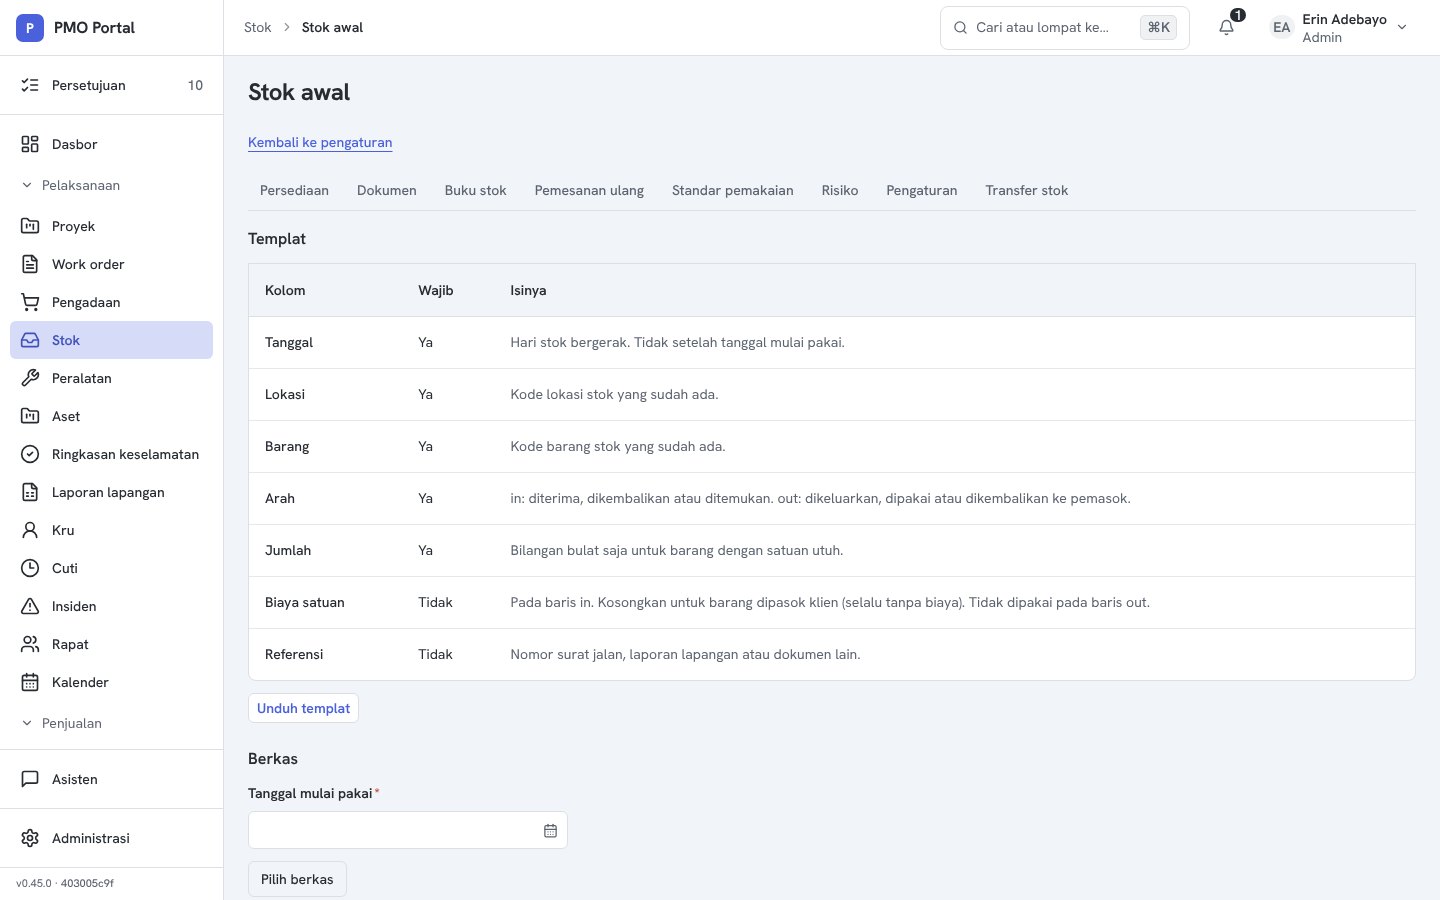 P PMO Portal
Stok > Stok awal
Cari atau lompat ke... ⌘K
1
EA Erin Adebayo
Admin
Persetujuan 10
Dasbor
Pelaksanaan
Proyek
Work order
Pengadaan
Stok
Peralatan
Aset
Ringkasan keselamatan
Laporan lapangan
Kru
Cuti
Insiden
Rapat
Kalender
Penjualan
Asisten
Administrasi
v0.45.0 · 403005c9f
Stok awal
Kembali ke pengaturan
Persediaan Dokumen Buku stok Pemesanan ulang Standar pemakaian Risiko Pengaturan Transfer stok
Templat
Kolom Wajib Isinya
Tanggal Ya Hari stok bergerak. Tidak setelah tanggal mulai pakai.
Lokasi Ya Kode lokasi stok yang sudah ada.
Barang Ya Kode barang stok yang sudah ada.
Arah Ya in: diterima, dikembalikan atau ditemukan. out: dikeluarkan, dipakai atau dikembalikan ke pemasok.
Jumlah Ya Bilangan bulat saja untuk barang dengan satuan utuh.
Biaya satuan Tidak Pada baris in. Kosongkan untuk barang dipasok klien (selalu tanpa biaya). Tidak dipakai pada baris out.
Referensi Tidak Nomor surat jalan, laporan lapangan atau dokumen lain.
Unduh templat
Berkas
Tanggal mulai pakai*
Pilih berkas